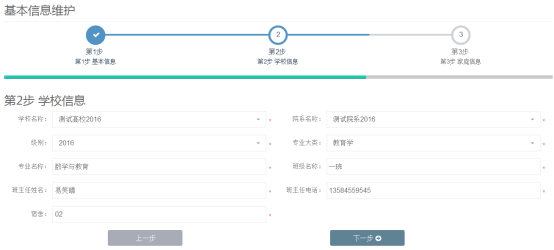 基本信息维护
2
3
第1步
第2步
第3步
第1步 基本信息
第2步 学校信息
第3步 家庭信息
第2步 学校信息
学校名称： 测试高校2016 *
院系名称： 测试院系2016 *
级别： 2016 *
专业大类： 教育学 *
专业名称： 数学与教育 *
班级名称： 一班 *
班主任姓名： 易笑晴 *
班主任电话： 13584559545 *
宿舍： 02 *
上一步
下一步